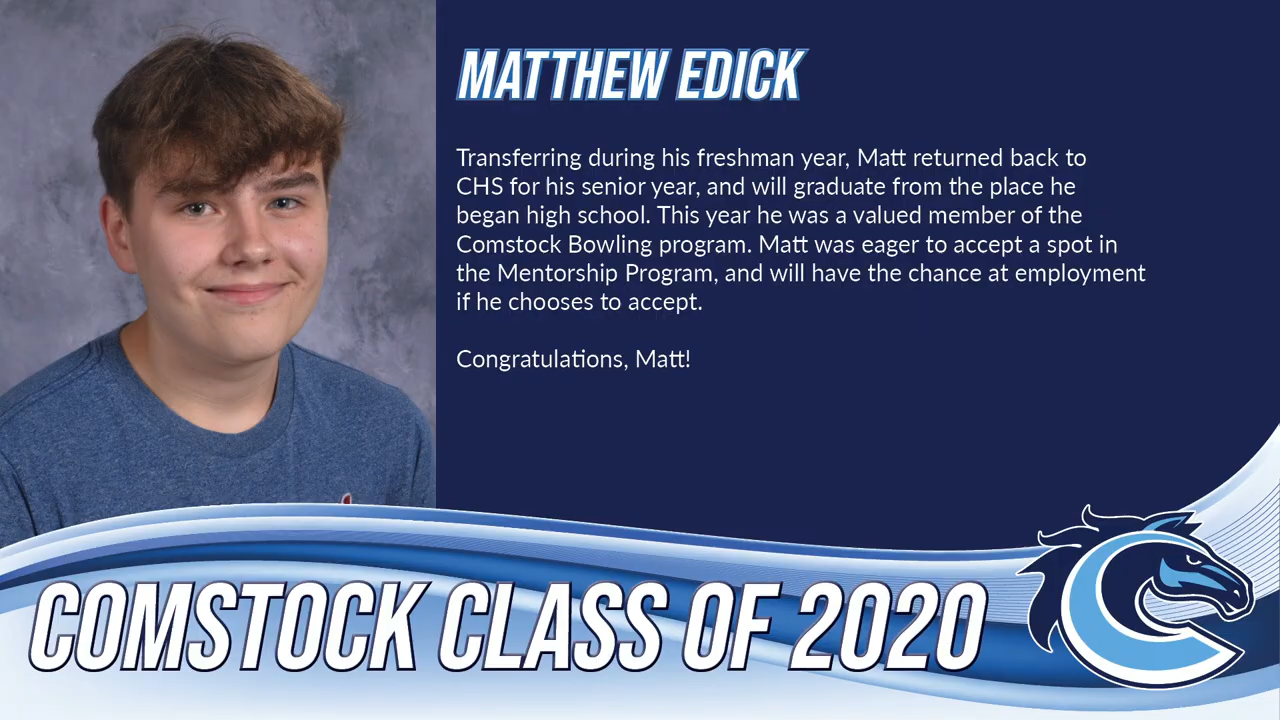 MATTHEW EDICK
Transferring during his freshman year, Matt returned back to
CHS for his senior year, and will graduate from the place he
began high school. This year he was a valued member of the
Comstock Bowling program. Matt was eager to accept a spot in
the Mentorship Program, and will have the chance at employment
if he chooses to accept.
Congratulations, Matt!
COMSTOCK CLASS OF 2020